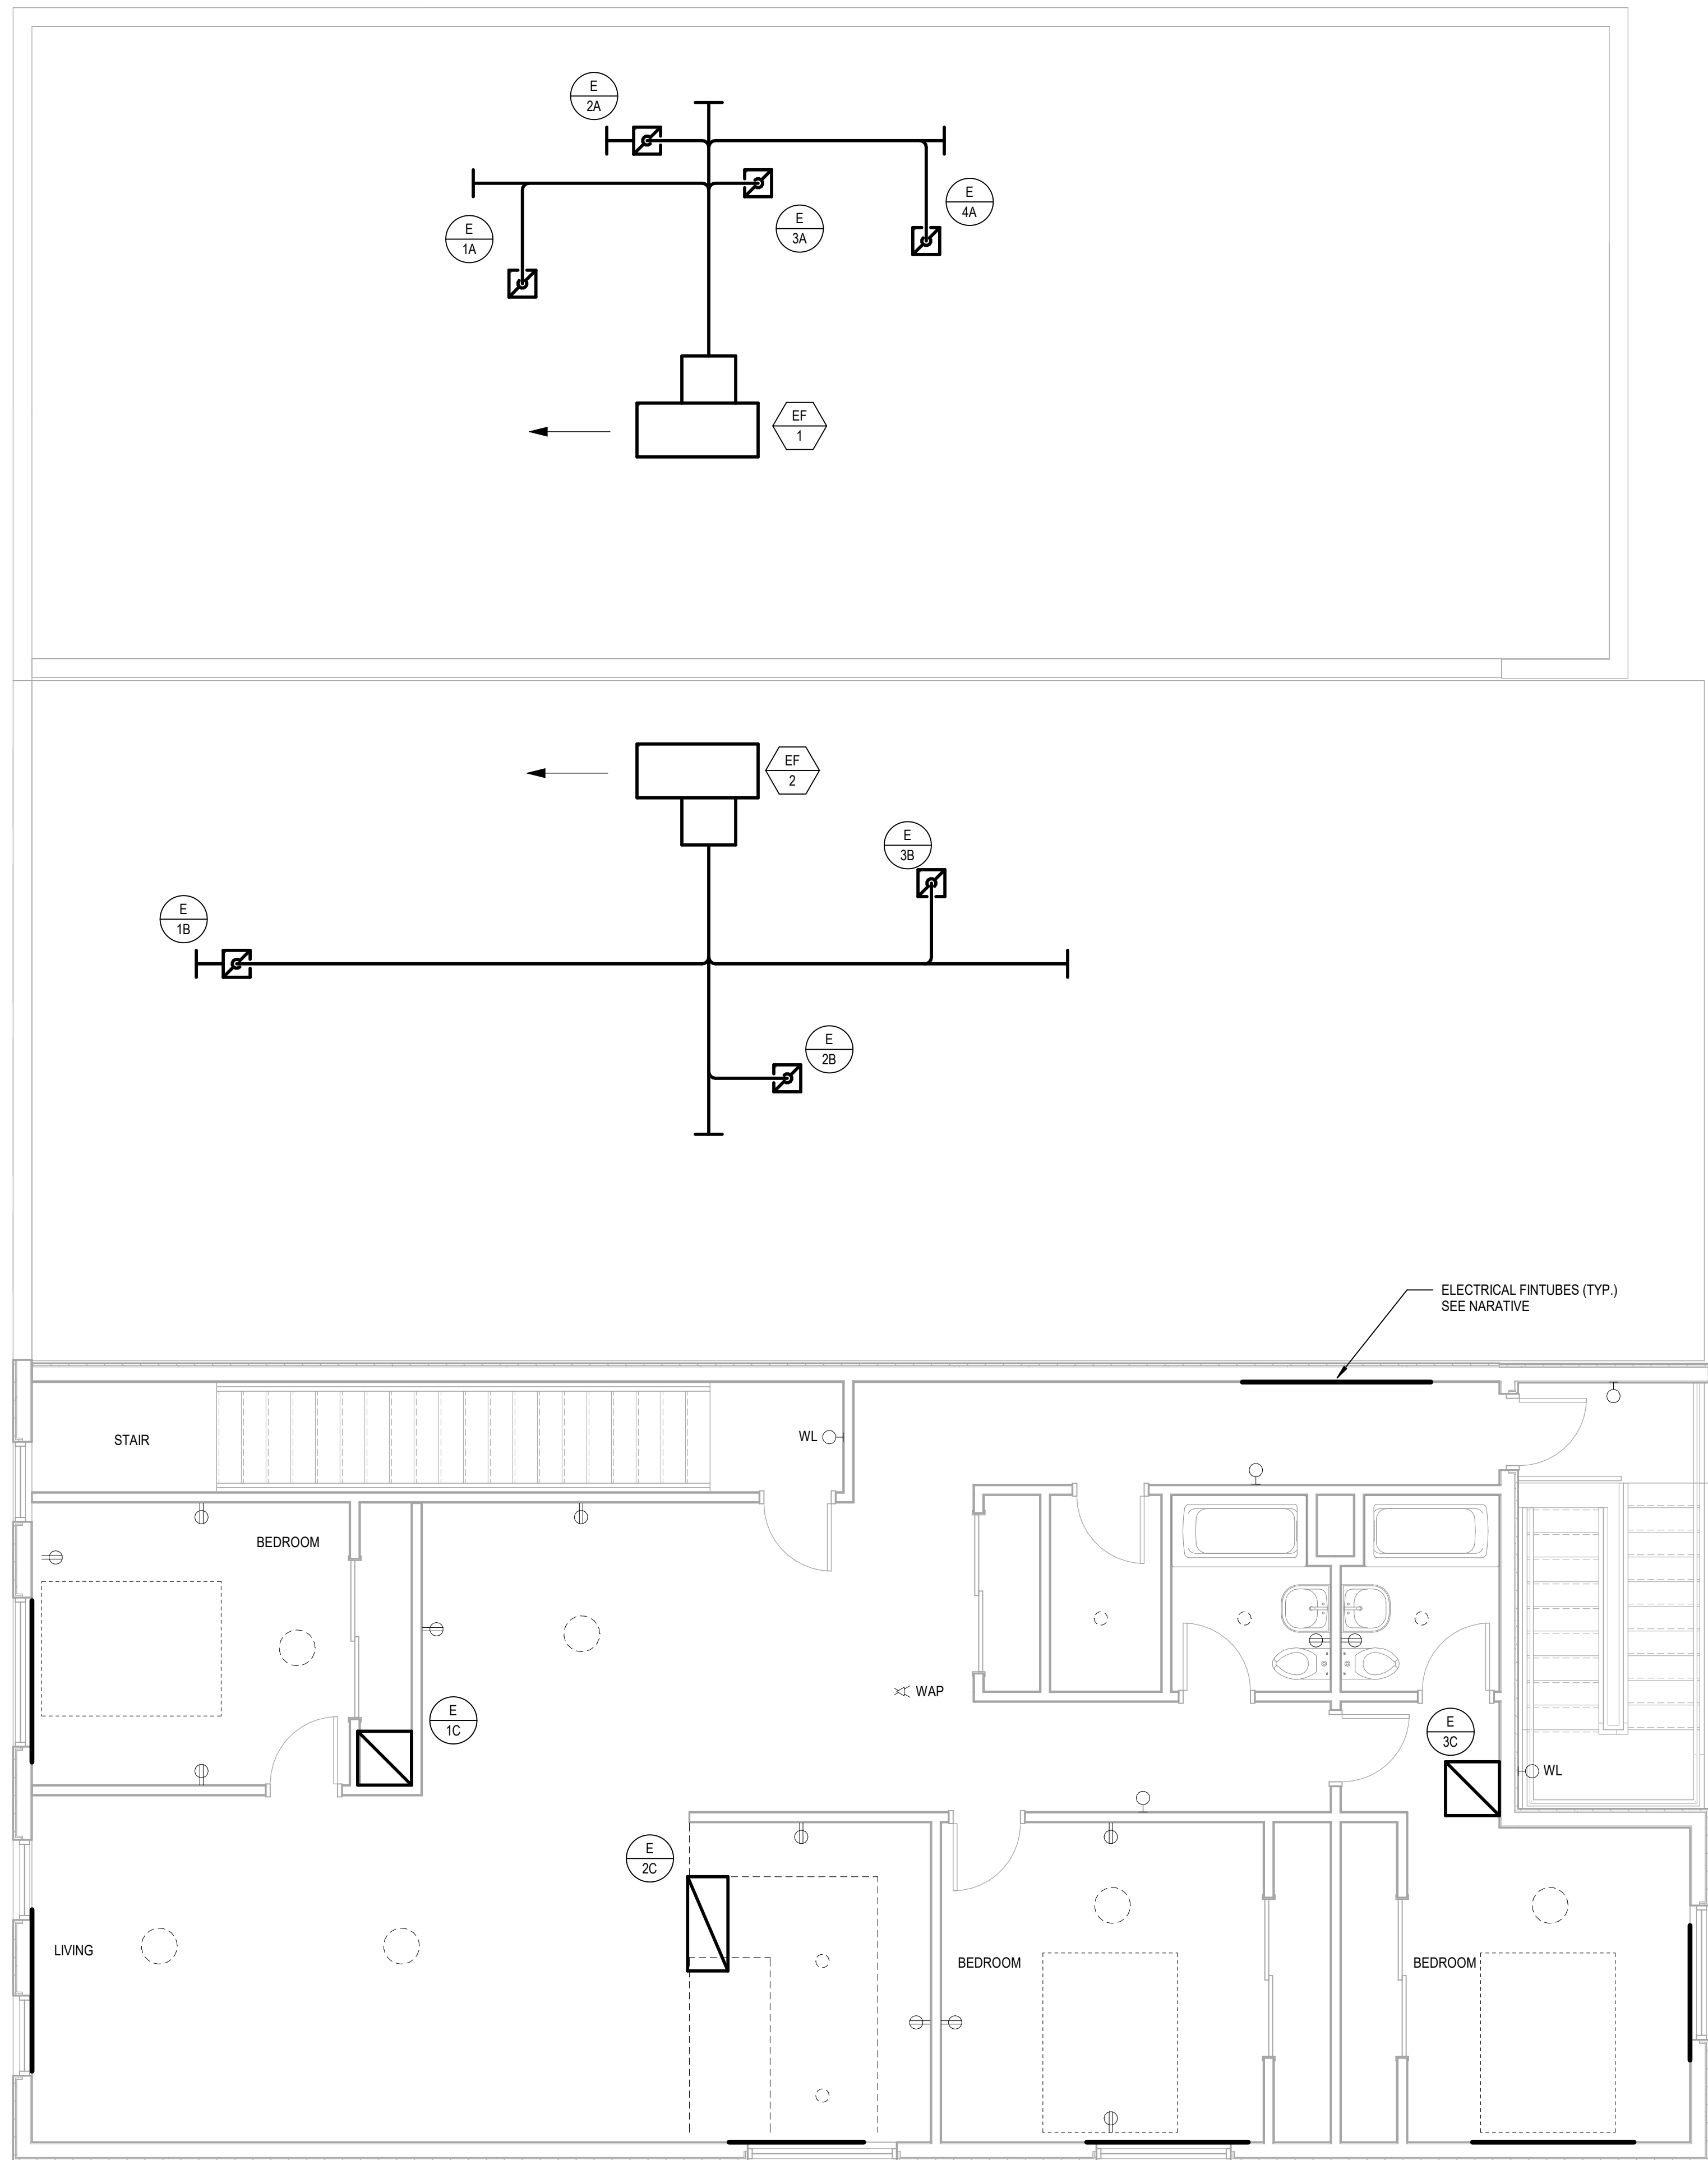 E
2A
E
4A
E
3A
E
1A
EF
1
EF
2
E
3B
E
1B
E
2B
ELECTRICAL FINTUBES (TYP.)
SEE NARATIVE
STAIR
WL
BEDROOM
WAP
E
1C
E
3C
WL
E
2C
LIVING
BEDROOM
BEDROOM